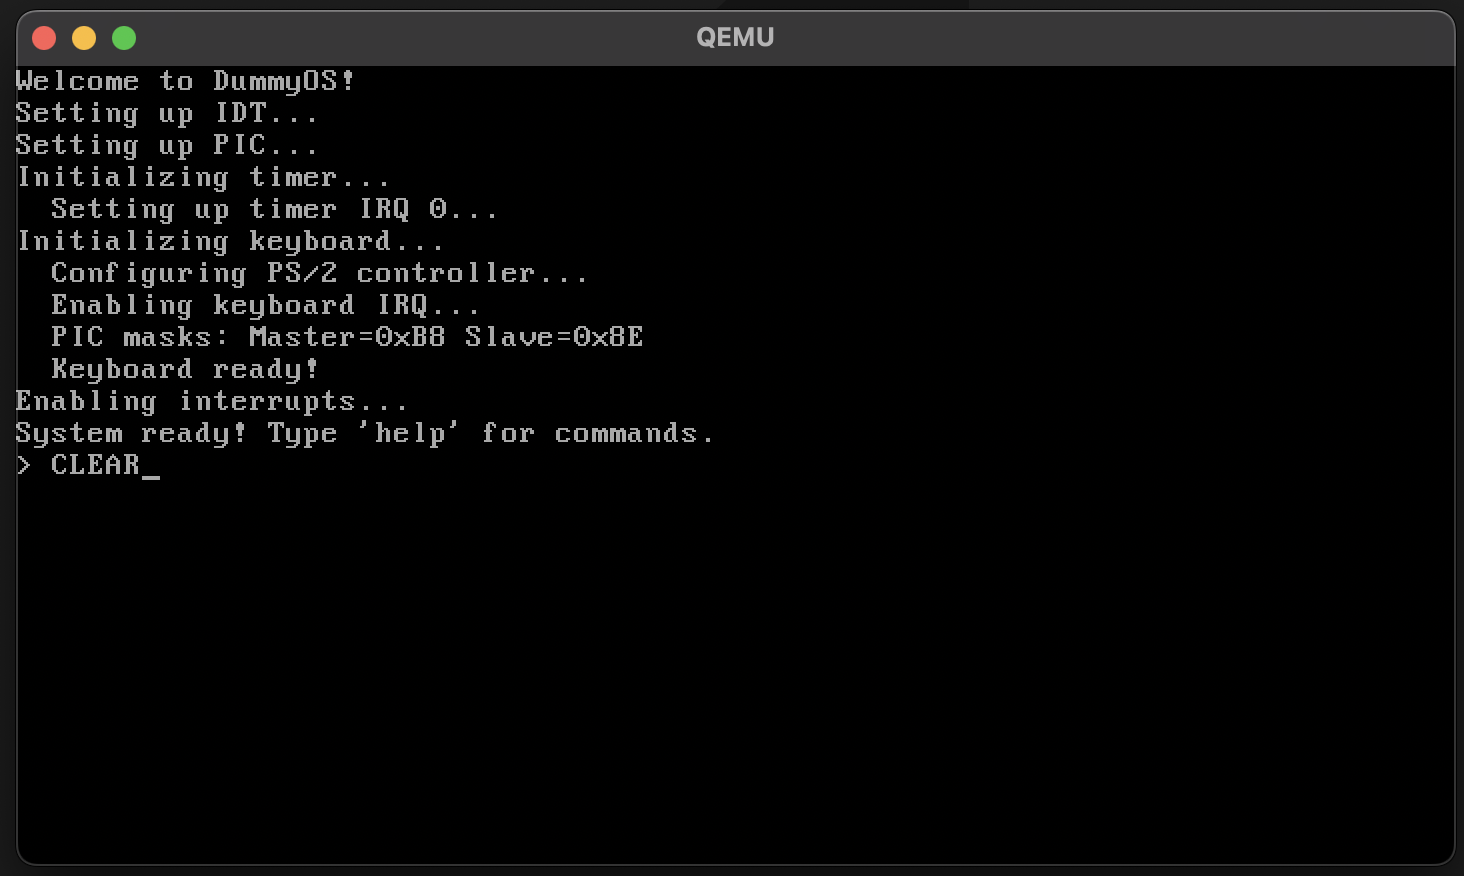 QEMU
Welcome to DummyOS!
Setting up IDT...
Setting up PIC...
Initializing timer...
  Setting up timer IRQ 0...
Initializing keyboard...
  Configuring PS/2 controller...
  Enabling keyboard IRQ...
  PIC masks: Master=0xB8 Slave=0x8E
  Keyboard ready!
Enabling interrupts...
System ready! Type 'help' for commands.
> CLEAR_